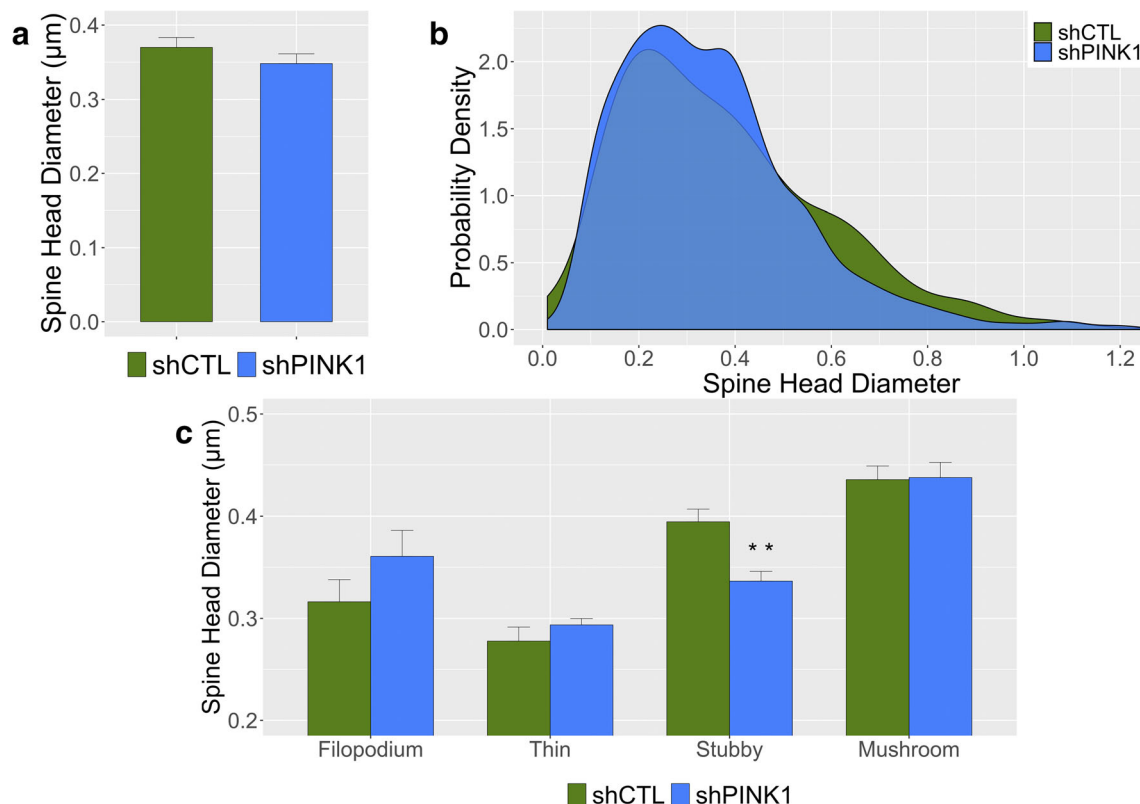 a
Spine Head Diameter (μm)
0.4
0.3
0.2
0.1
0.0
shCTL shPINK1
b
Probability Density
2.0
1.5
1.0
0.5
0.0
shCTL
shPINK1
0.0 0.2 0.4 0.6 0.8 1.0 1.2
Spine Head Diameter
c
Spine Head Diameter (μm)
0.5
0.4
0.3
0.2
* *
Filopodium Thin Stubby Mushroom
shCTL shPINK1